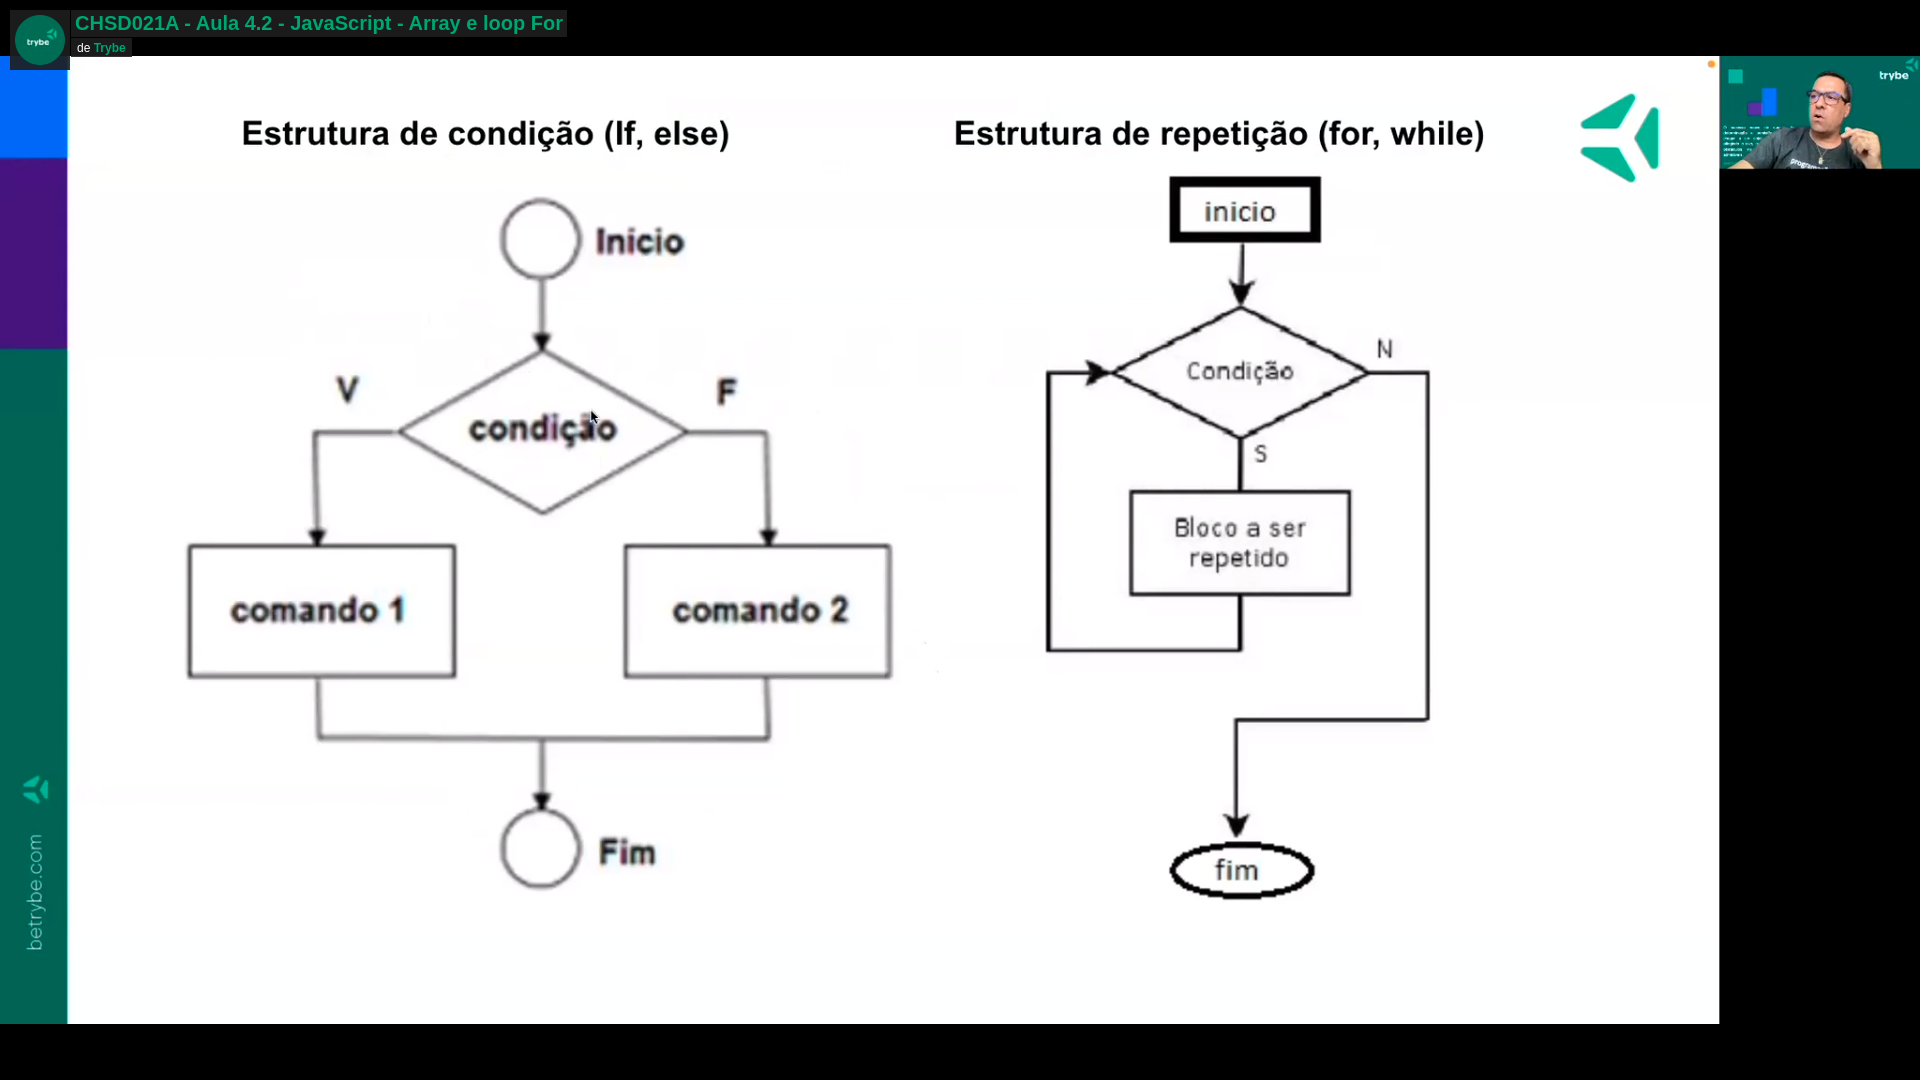 CHSD021A - Aula 4.2 - JavaScript - Array e loop For
trybe
de Trybe
trybe
Estrutura de condição (If, else)
Início
V
F
condição
comando 1
comando 2
Fim
Estrutura de repetição (for, while)
inicio
Condição
N
S
Bloco a ser
repetido
fim
betrybe.com